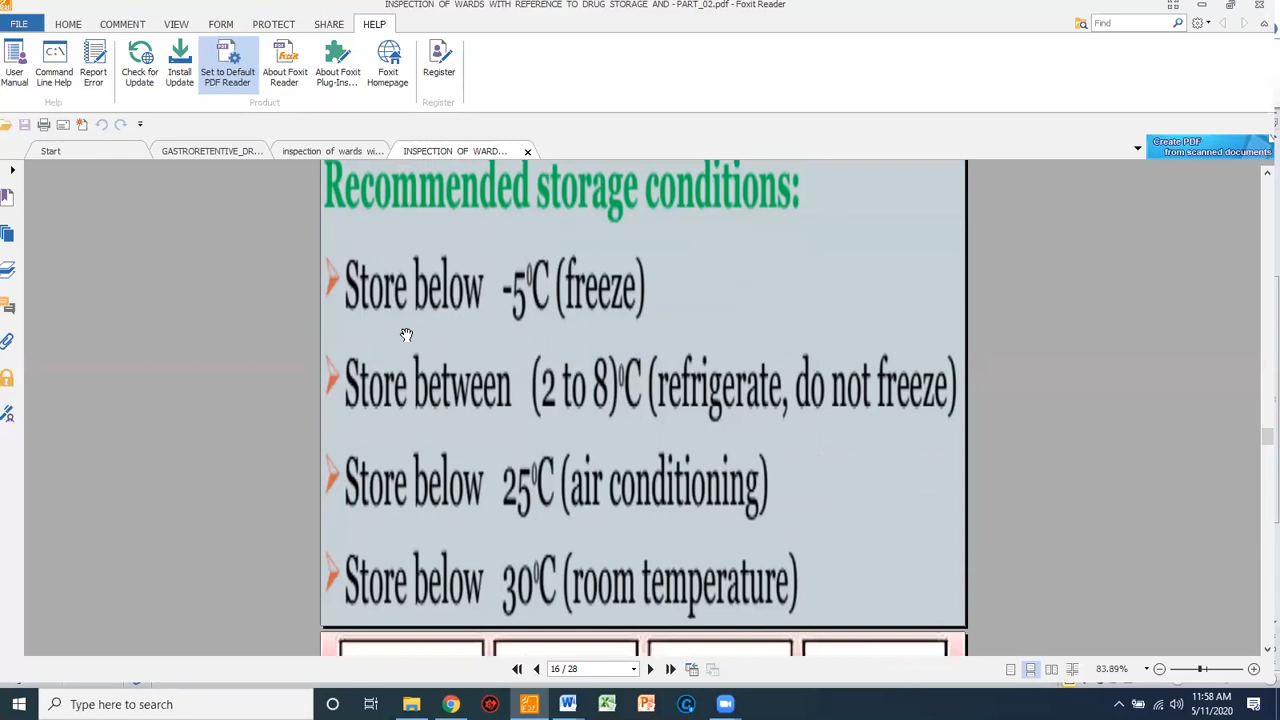 INSPECTION OF WARDS WITH REFERENCE TO DRUG STORAGE AND - PART_02.pdf - Foxit Reader
FILE HOME COMMENT VIEW FORM PROTECT SHARE HELP Find
User Manual
Command Line Help
Report Error
Check for Update
Install Update
Set to Default PDF Reader
About Foxit Reader
About Foxit Plug-Ins...
Foxit Homepage
Register
Help Product Register
Start GASTRORETENTIVE_DR... inspection of wards wi... INSPECTION OF WARD...
Create PDF
from scanned documents
Recommended storage conditions:
Store below -5⁰C (freeze)
Store between (2 to 8)⁰C (refrigerate, do not freeze)
Store below 25⁰C (air conditioning)
Store below 30⁰C (room temperature)
16 / 28 83.89%
Type here to search
11:58 AM
5/11/2020